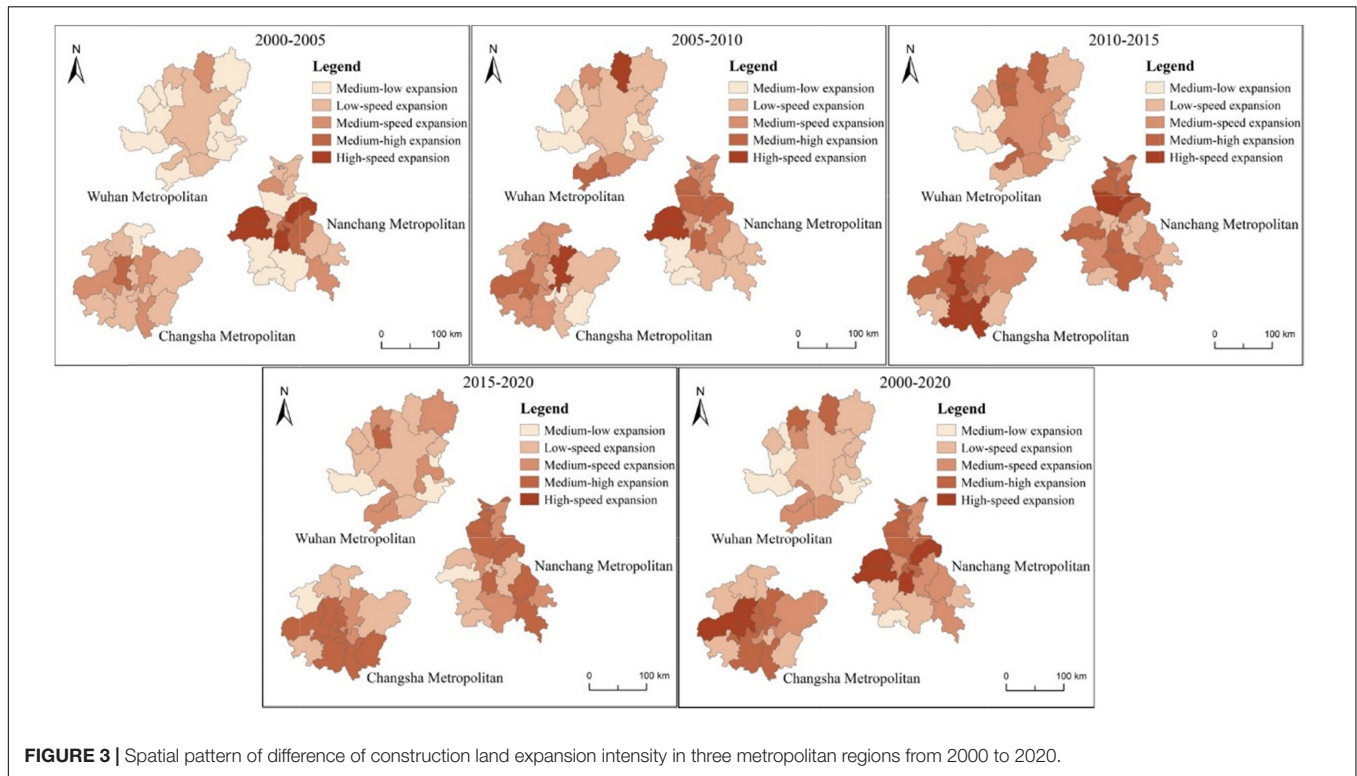 2000-2005
N
Legend
Medium-low expansion
Low-speed expansion
Medium-speed expansion
Medium-high expansion
High-speed expansion
Wuhan Metropolitan
Nanchang Metropolitan
Changsha Metropolitan
0 100 km
2005-2010
N
Legend
Medium-low expansion
Low-speed expansion
Medium-speed expansion
Medium-high expansion
High-speed expansion
Wuhan Metropolitan
Nanchang Metropolitan
Changsha Metropolitan
0 100 km
2010-2015
N
Legend
Medium-low expansion
Low-speed expansion
Medium-speed expansion
Medium-high expansion
High-speed expansion
Wuhan Metropolitan
Nanchang Metropolitan
Changsha Metropolitan
0 100 km
2015-2020
N
Legend
Medium-low expansion
Low-speed expansion
Medium-speed expansion
Medium-high expansion
High-speed expansion
Wuhan Metropolitan
Nanchang Metropolitan
Changsha Metropolitan
0 100 km
2000-2020
N
Legend
Medium-low expansion
Low-speed expansion
Medium-speed expansion
Medium-high expansion
High-speed expansion
Wuhan Metropolitan
Nanchang Metropolitan
Changsha Metropolitan
0 100 km
FIGURE 3 | Spatial pattern of difference of construction land expansion intensity in three metropolitan regions from 2000 to 2020.